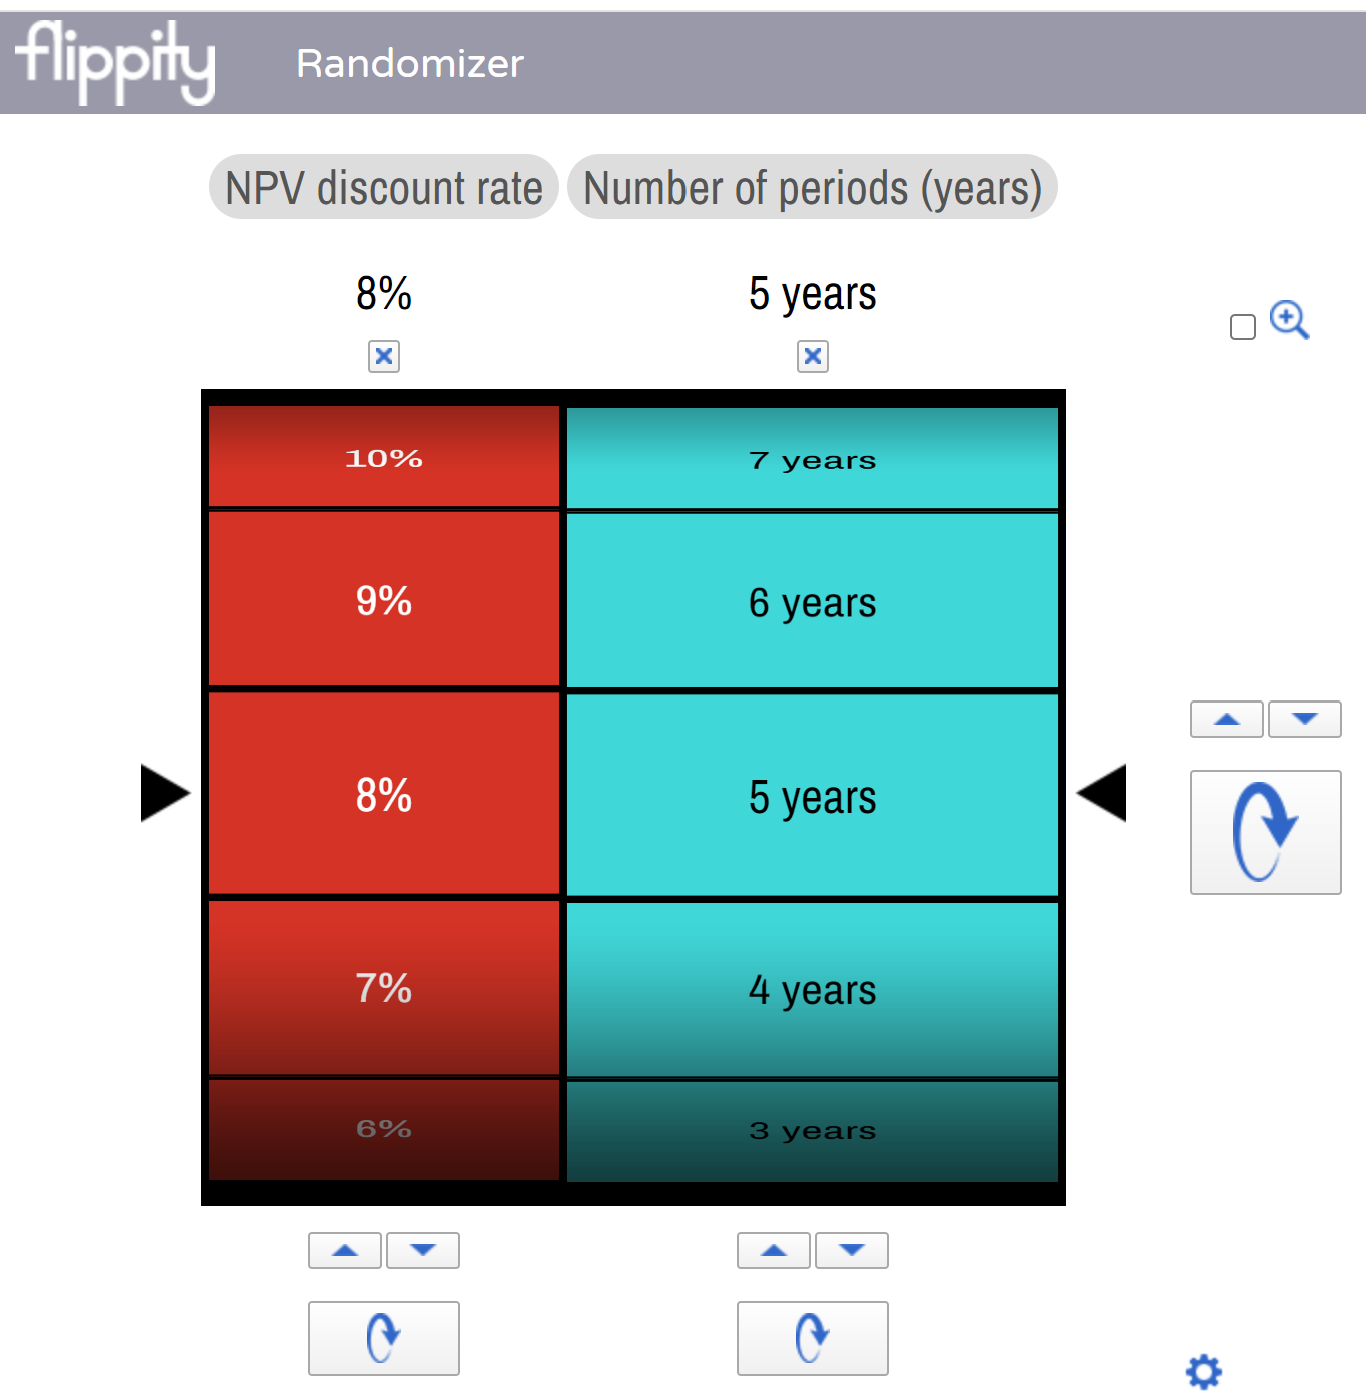 flippity Randomizer
NPV discount rate Number of periods (years)
8% 5 years
10% 7 years
9% 6 years
8% 5 years
7% 4 years
6% 3 years